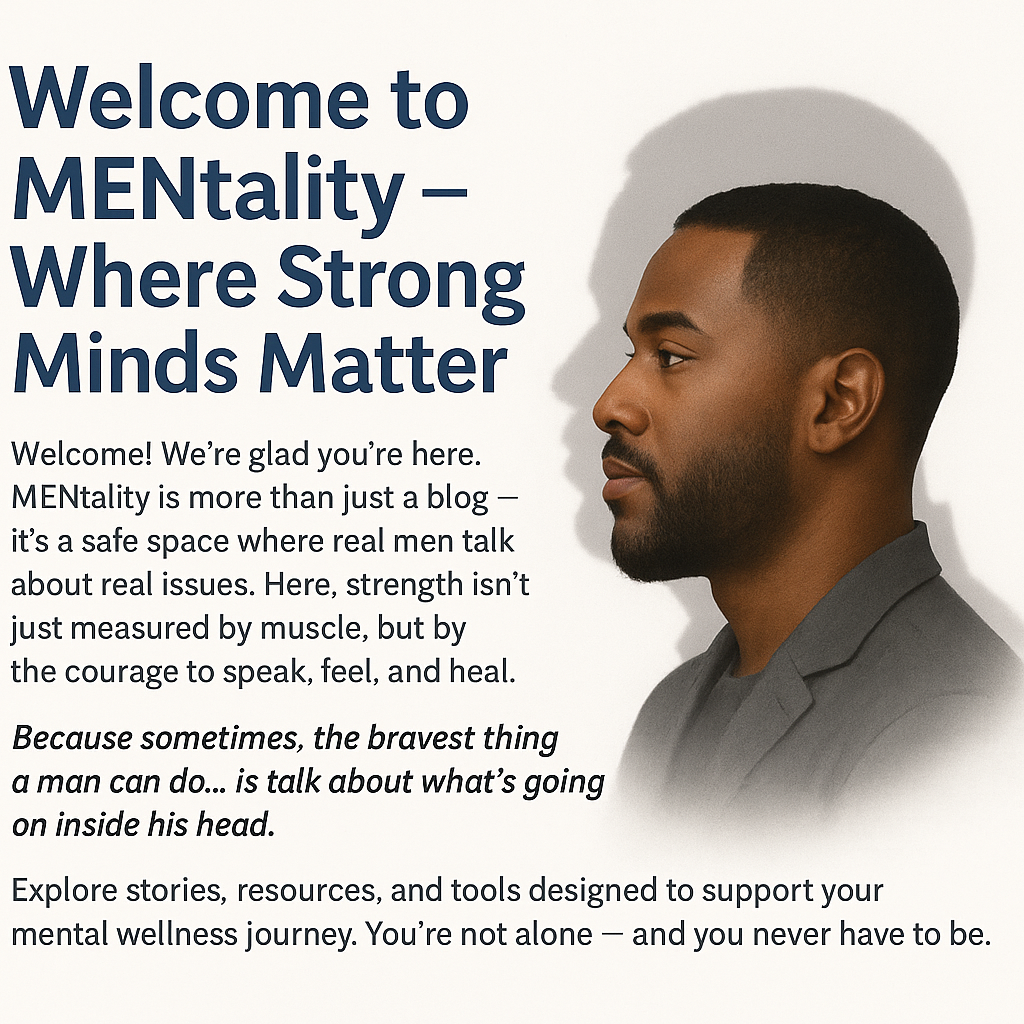 Welcome to
MENtality –
Where Strong
Minds Matter
Welcome! We’re glad you’re here.
MENtality is more than just a blog –
it’s a safe space where real men talk
about real issues. Here, strength isn’t
just measured by muscle, but by
the courage to speak, feel, and heal.
Because sometimes, the bravest thing
a man can do... is talk about what’s going
on inside his head.
Explore stories, resources, and tools designed to support your
mental wellness journey. You’re not alone – and you never have to be.